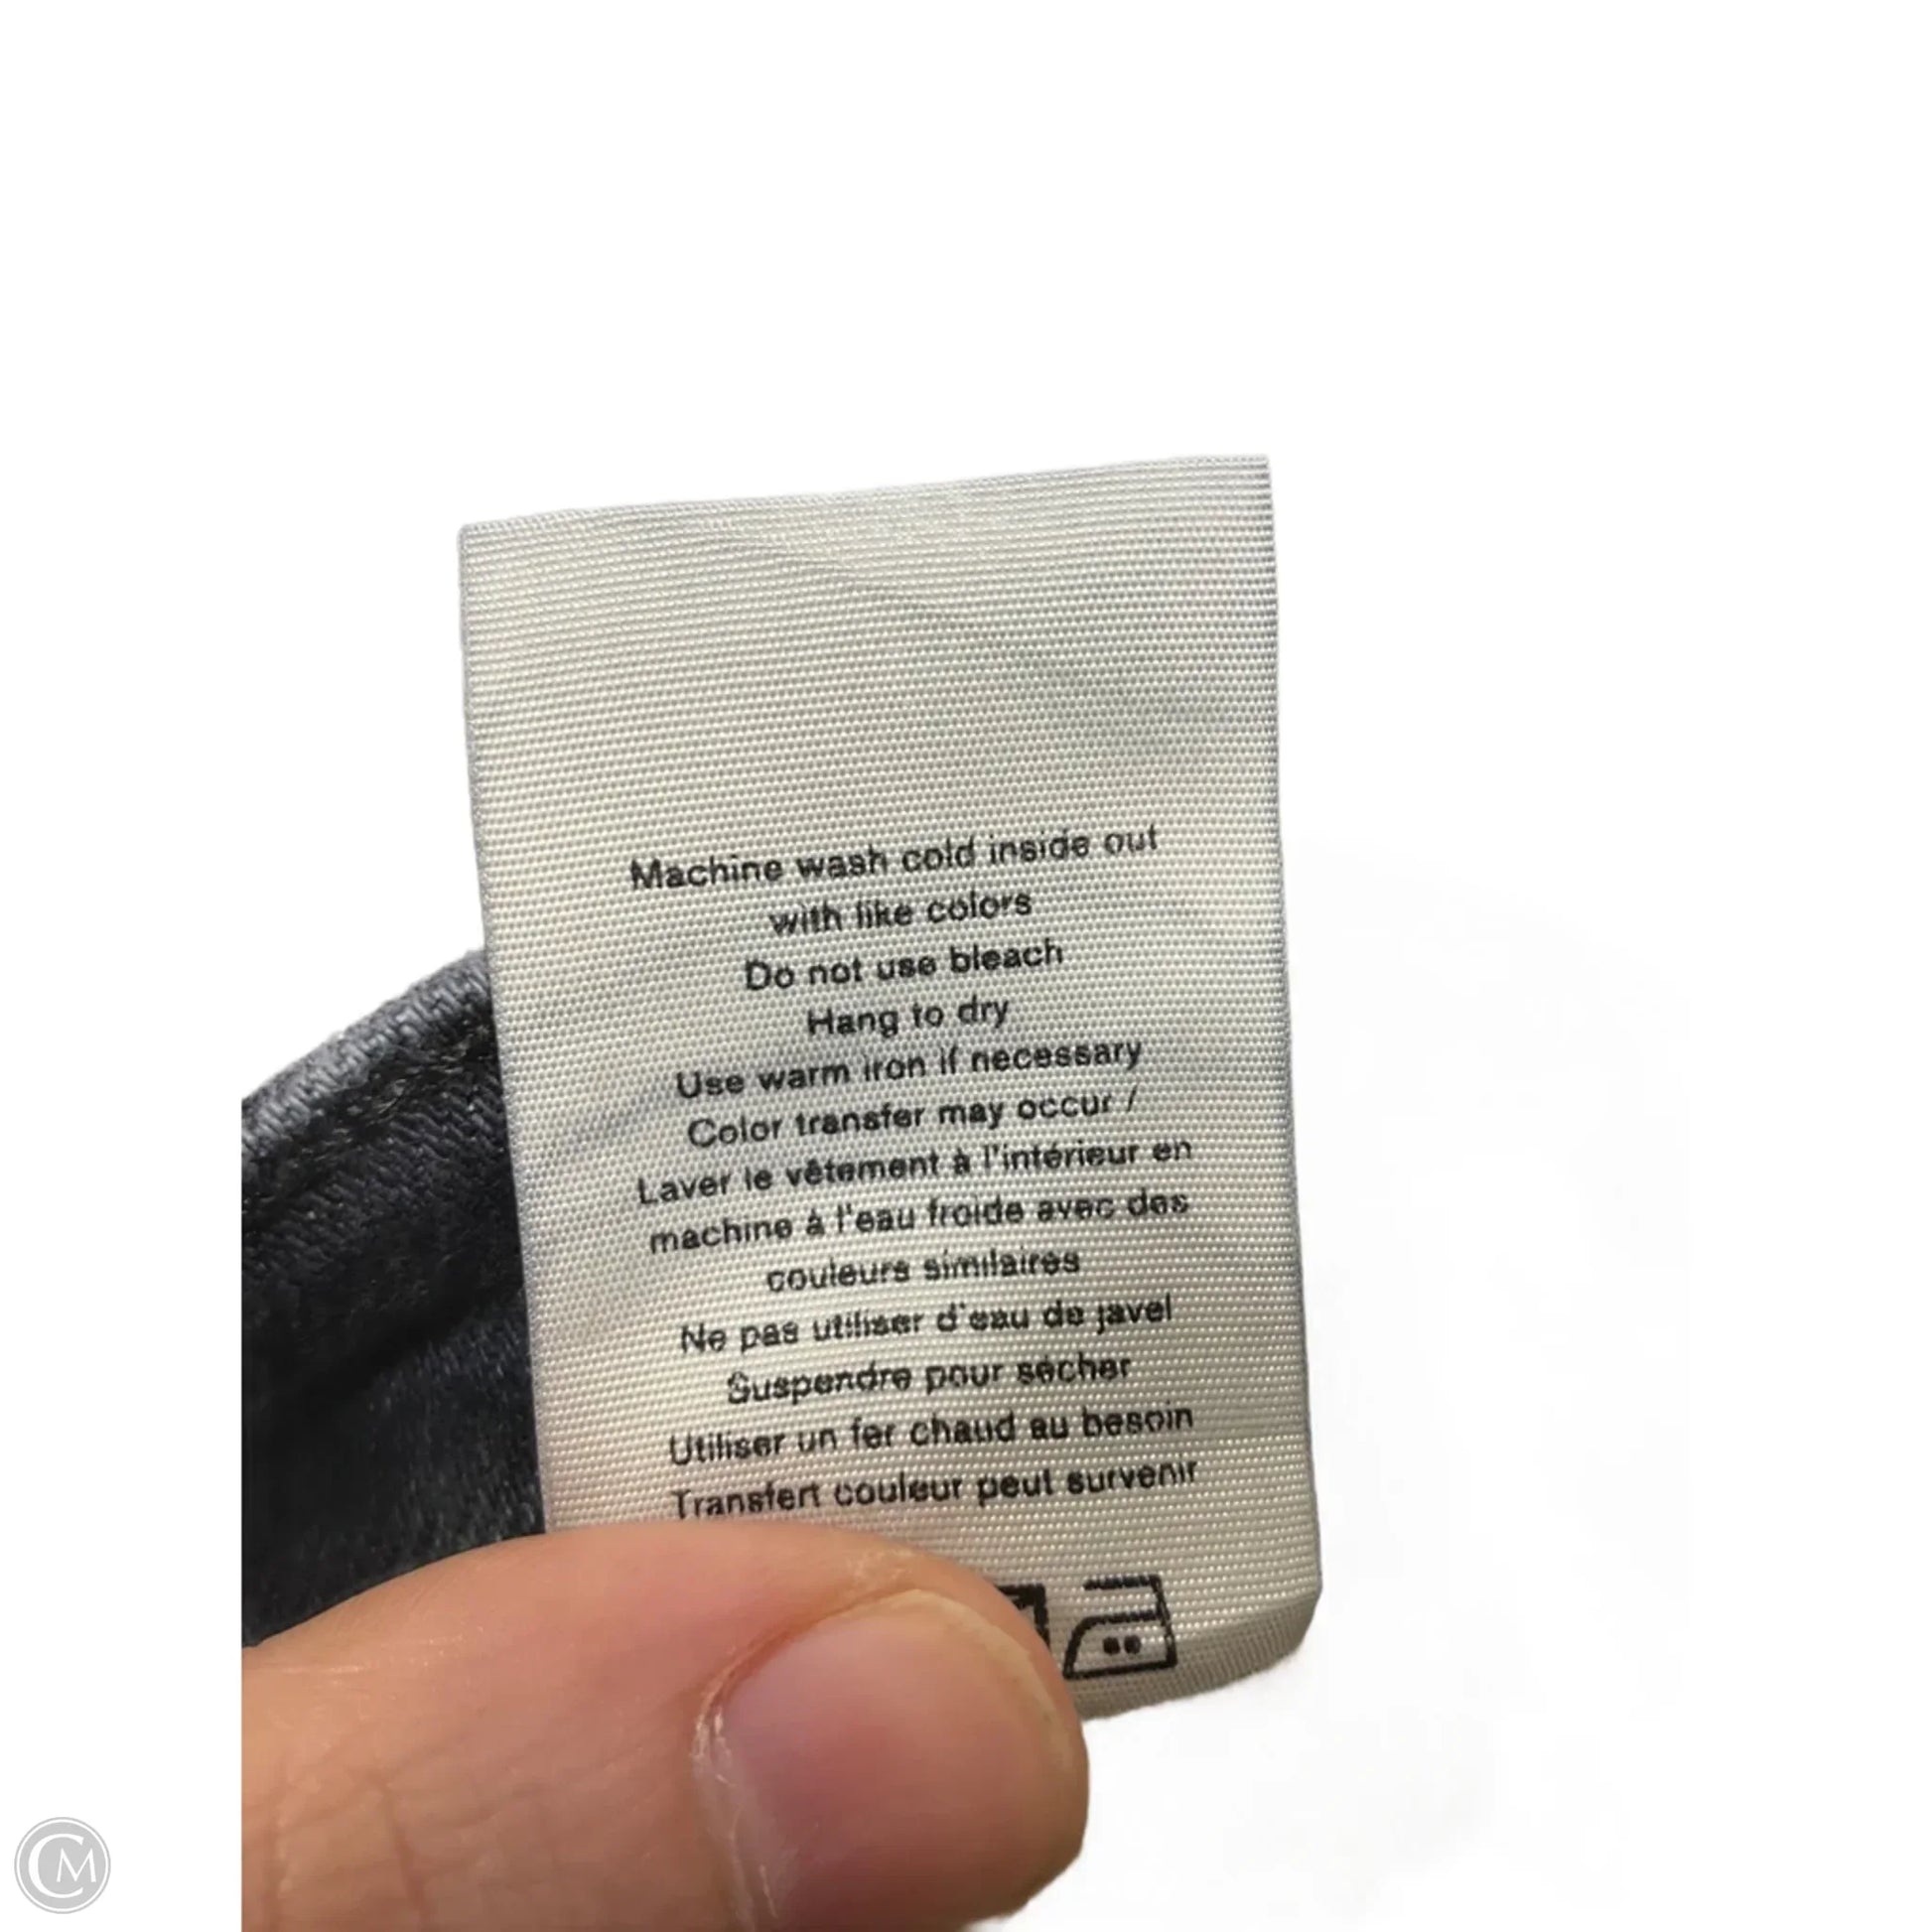 Machine wash cold inside out
with like colors
Do not use bleach
Hang to dry
Use warm iron if necessary
Color transfer may occur /
Laver le vêtement à l'intérieur en
machine à l'eau froide avec des
couleurs similaires
Ne pas utiliser d'eau de javel
Suspendre pour sécher
Utiliser un fer chaud au besoin
Transfert couleur peut survenir
CM